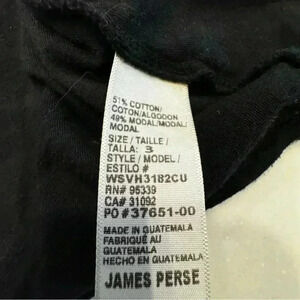 51% COTTON/
COTON/ALGODON
49% MODAL/MODAL/
MODAL
SIZE / TAILLE /
TALLA: 3
STYLE / MODEL /
ESTILO #
WSVH3182CU
RN# 95339
CA# 31092
PO # 37651-00
MADE IN GUATEMALA
FABRIQUÉ AU
GUATEMALA
HECHO EN GUATEMALA
JAMES PERSE